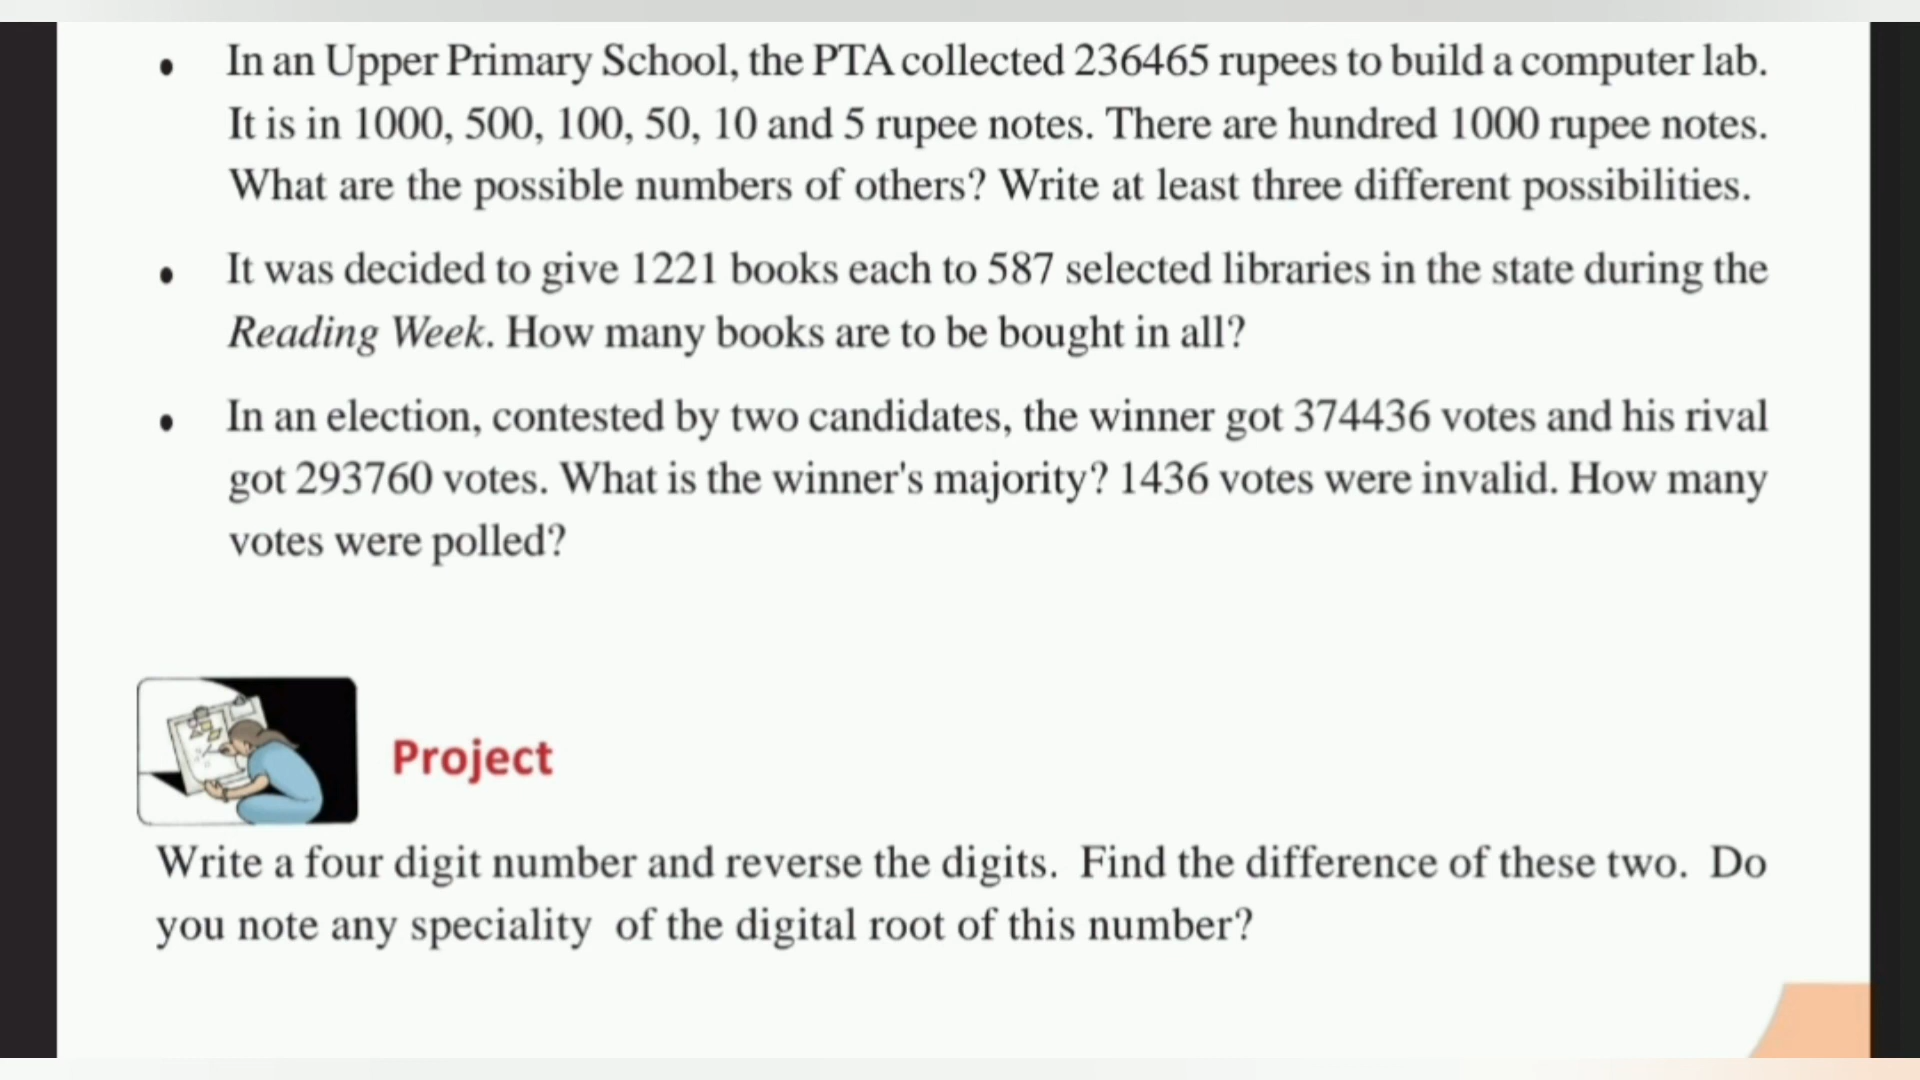 • In an Upper Primary School, the PTA collected 236465 rupees to build a computer lab.
It is in 1000, 500, 100, 50, 10 and 5 rupee notes. There are hundred 1000 rupee notes.
What are the possible numbers of others? Write at least three different possibilities.
• It was decided to give 1221 books each to 587 selected libraries in the state during the
Reading Week. How many books are to be bought in all?
• In an election, contested by two candidates, the winner got 374436 votes and his rival
got 293760 votes. What is the winner's majority? 1436 votes were invalid. How many
votes were polled?
Project
Write a four digit number and reverse the digits. Find the difference of these two. Do
you note any speciality of the digital root of this number?